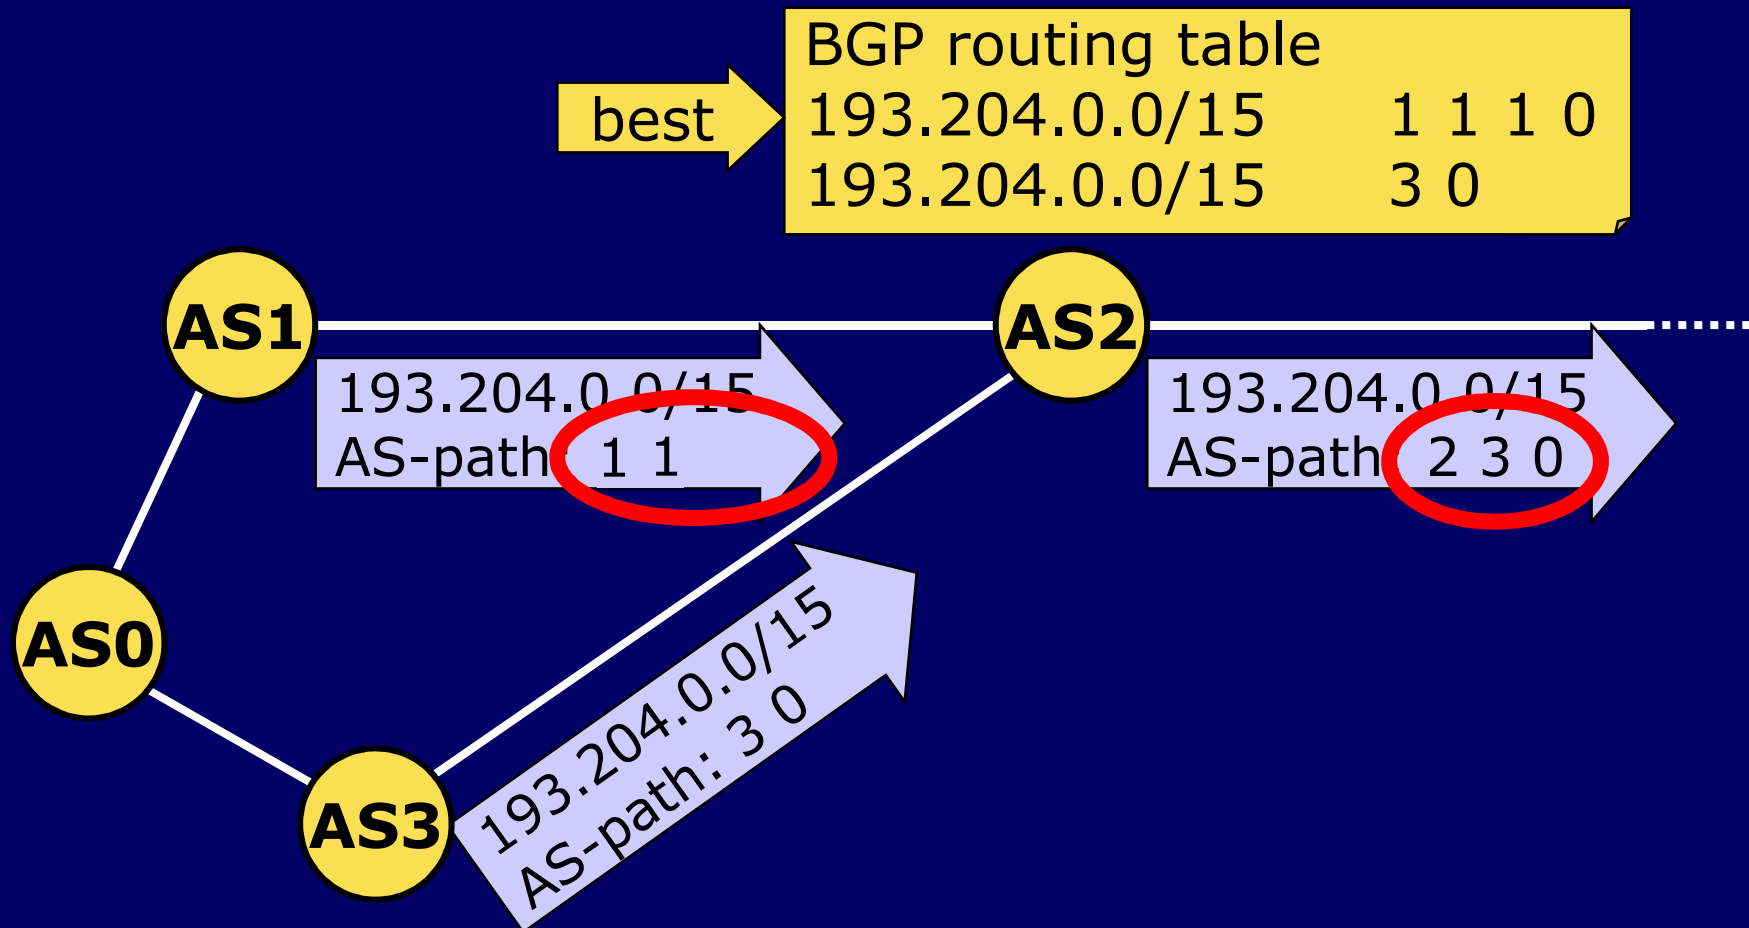 BGP routing table
best
193.204.0.0/15 1 1 1 0
193.204.0.0/15 3 0
AS1
AS2
193.204.0.0/15
AS-path: 1 1
193.204.0.0/15
AS-path: 2 3 0
AS0
193.204.0.0/15
AS-path: 3 0
AS3